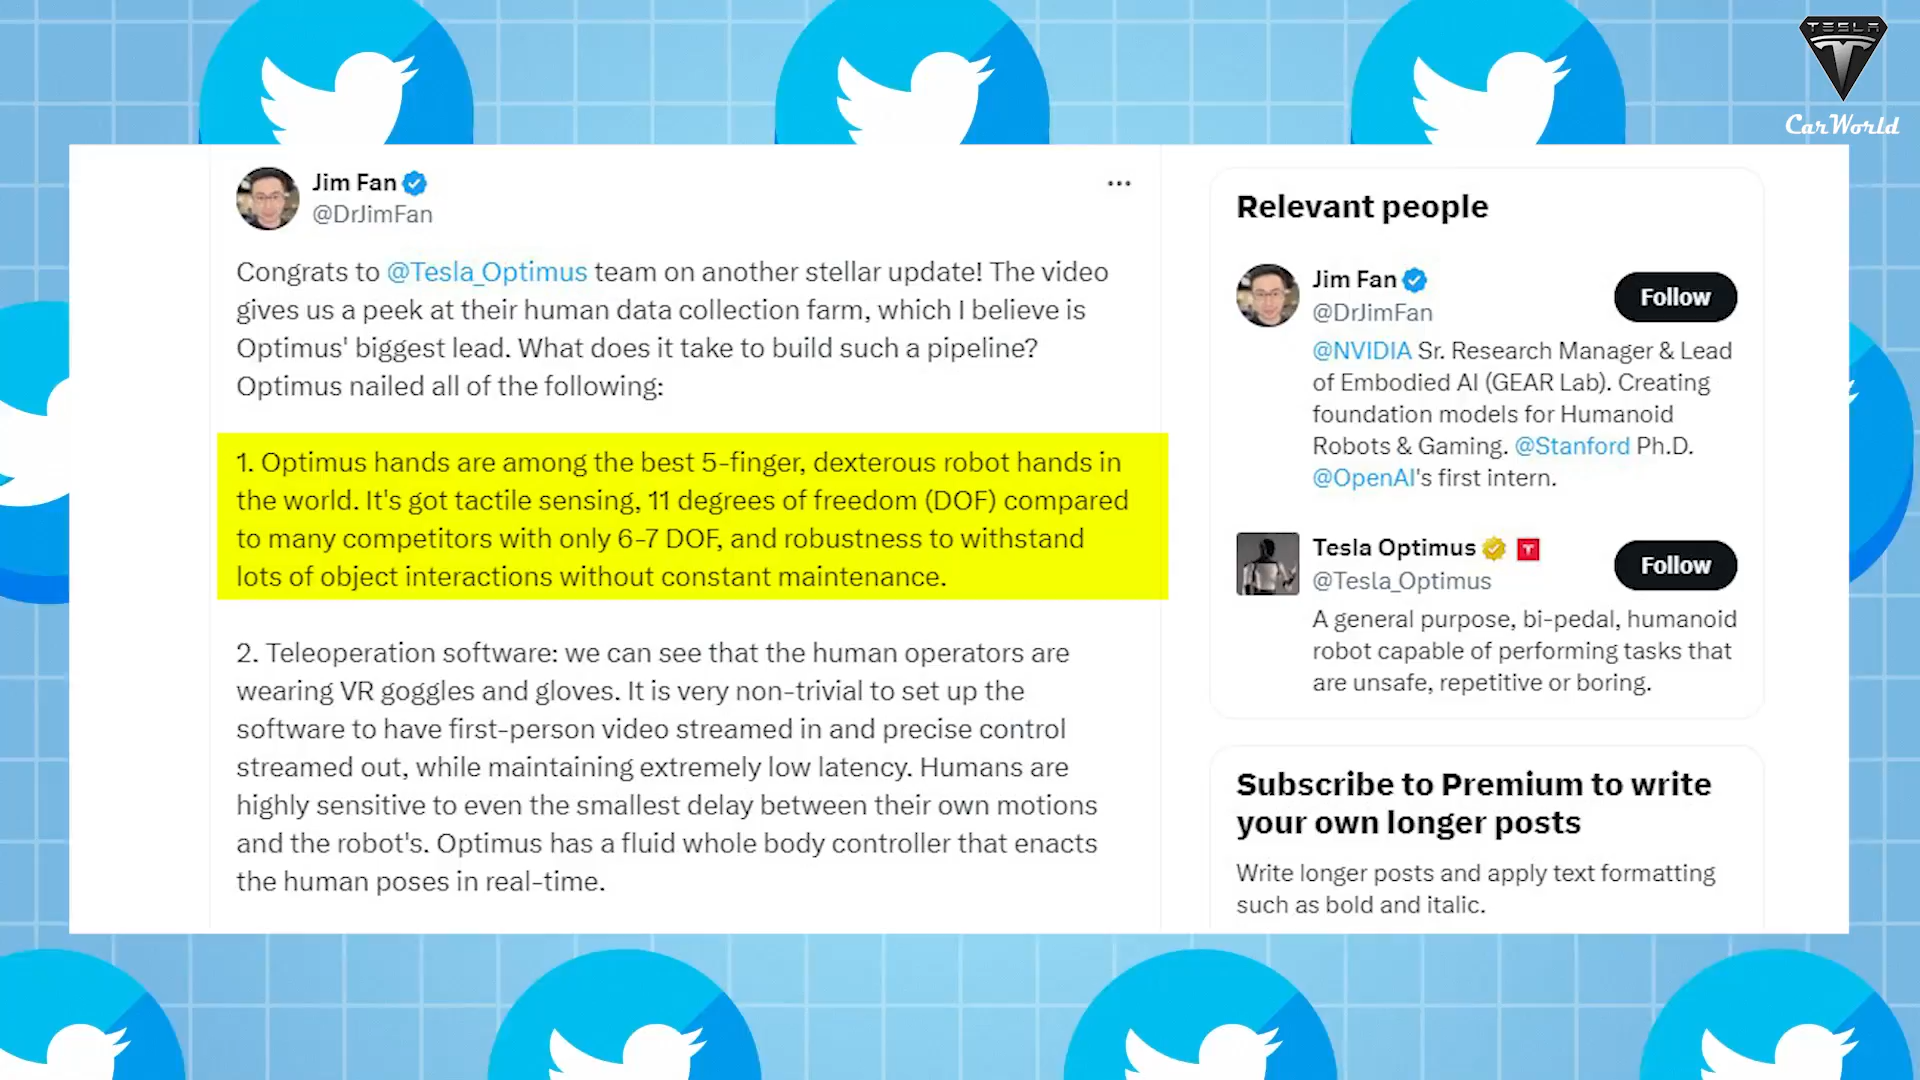 TESLA
CarWorld
Jim Fan
@DrJimFan
Congrats to @Tesla_Optimus team on another stellar update! The video
gives us a peek at their human data collection farm, which I believe is
Optimus' biggest lead. What does it take to build such a pipeline?
Optimus nailed all of the following:
1. Optimus hands are among the best 5-finger, dexterous robot hands in
the world. It's got tactile sensing, 11 degrees of freedom (DOF) compared
to many competitors with only 6-7 DOF, and robustness to withstand
lots of object interactions without constant maintenance.
2. Teleoperation software: we can see that the human operators are
wearing VR goggles and gloves. It is very non-trivial to set up the
software to have first-person video streamed in and precise control
streamed out, while maintaining extremely low latency. Humans are
highly sensitive to even the smallest delay between their own motions
and the robot's. Optimus has a fluid whole body controller that enacts
the human poses in real-time.
Relevant people
Jim Fan
@DrJimFan
Follow
@NVIDIA Sr. Research Manager & Lead
of Embodied AI (GEAR Lab). Creating
foundation models for Humanoid
Robots & Gaming. @Stanford Ph.D.
@OpenAI's first intern.
Tesla Optimus
@Tesla_Optimus
Follow
A general purpose, bi-pedal, humanoid
robot capable of performing tasks that
are unsafe, repetitive or boring.
Subscribe to Premium to write
your own longer posts
Write longer posts and apply text formatting
such as bold and italic.